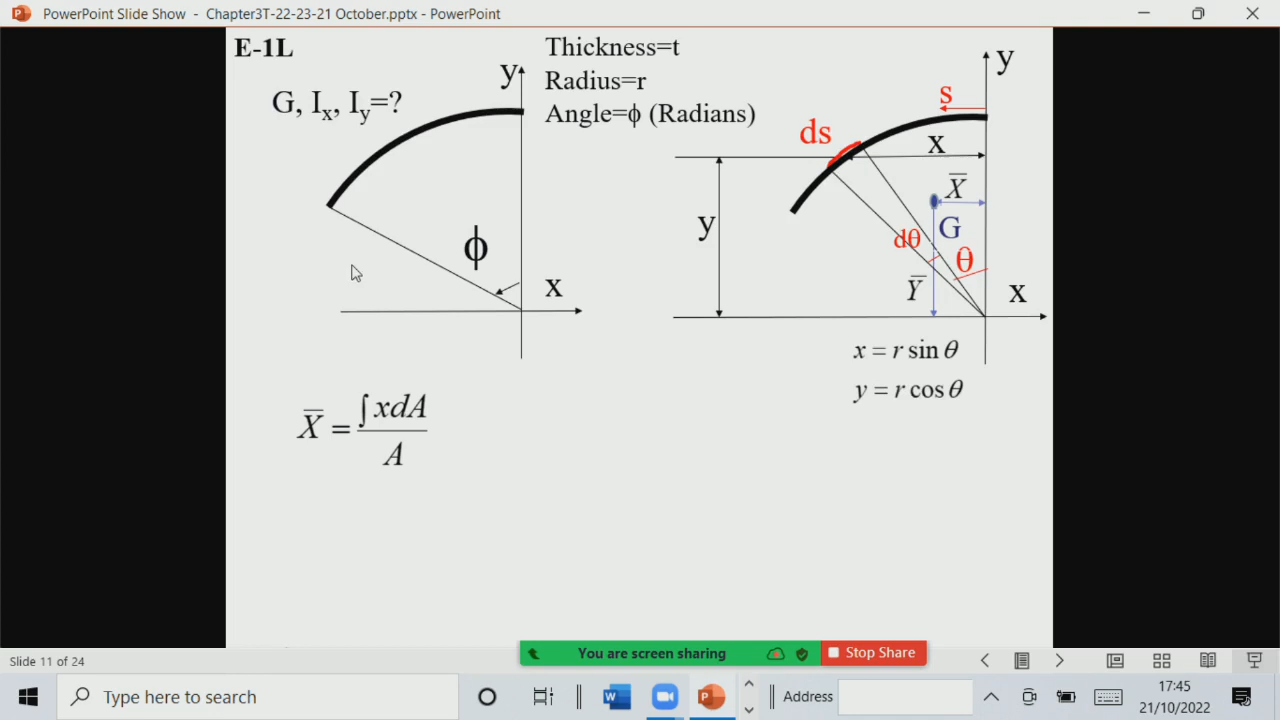 PowerPoint Slide Show - Chapter3T-22-23-21 October.pptx - PowerPoint
E-1L
Thickness=t
Radius=r
Angle=ϕ (Radians)
G, Iₓ, Iᵧ=?
y
ϕ
x
y
s
ds
x
X̅
y
G
dθ
θ
Y̅
x
x = r sin θ
y = r cos θ
X̅ = ∫xdA / A
You are screen sharing
Stop Share
Slide 11 of 24
Type here to search
Address
17:45
21/10/2022